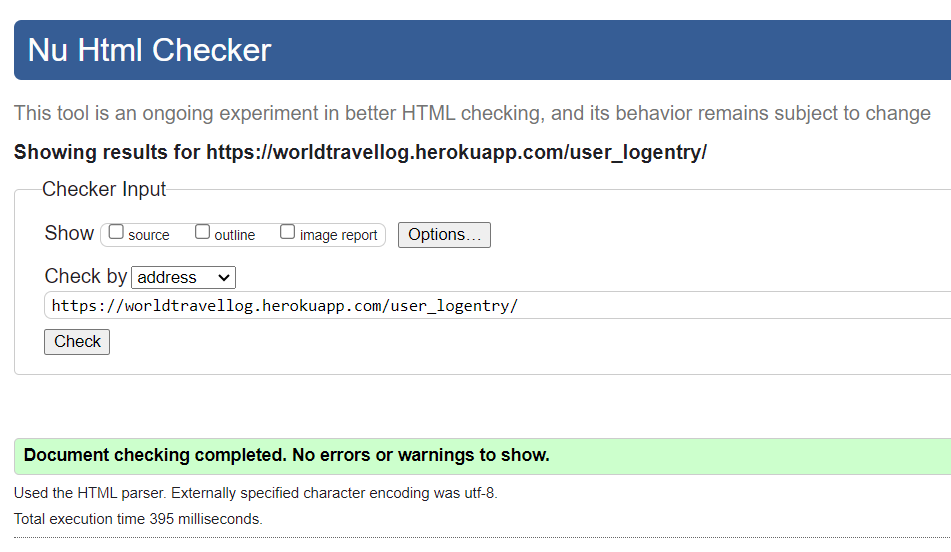 Nu Html Checker
This tool is an ongoing experiment in better HTML checking, and its behavior remains subject to change
Showing results for https://worldtravellog.herokuapp.com/user_logentry/
Checker Input
Show source outline image report Options...
Check by address
https://worldtravellog.herokuapp.com/user_logentry/
Check
Document checking completed. No errors or warnings to show.
Used the HTML parser. Externally specified character encoding was utf-8.
Total execution time 395 milliseconds.